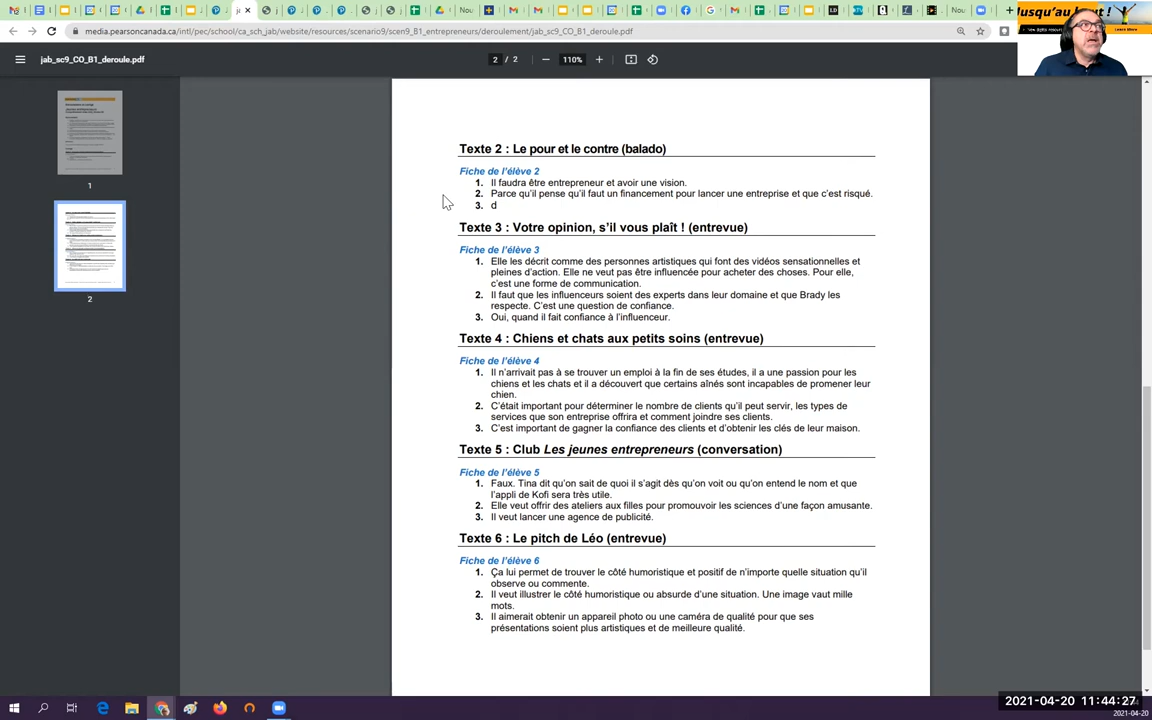 Jusqu'au bout !
media.pearsoncanada.ca/intl/pec/school/ca_sch_jab/website/resources/scenario9/scen9_B1_entrepreneurs/deroulement/jab_sc9_CO_B1_deroule.pdf
jab_sc9_CO_B1_deroule.pdf
2 / 2
110%
Texte 2 : Le pour et le contre (balado)
Fiche de l'élève 2
1. Il faudra être entrepreneur et avoir une vision.
2. Parce qu'il pense qu'il faut un financement pour lancer une entreprise et que c'est risqué.
3. d
Texte 3 : Votre opinion, s'il vous plaît ! (entrevue)
Fiche de l'élève 3
1. Elle les décrit comme des personnes artistiques qui font des vidéos sensationnelles et
pleines d'action. Elle ne veut pas être influencée pour acheter des choses. Pour elle,
c'est une forme de communication.
2. Il faut que les influenceurs soient des experts dans leur domaine et que Brady les
respecte. C'est une question de confiance.
3. Oui, quand il fait confiance à l'influenceur.
Texte 4 : Chiens et chats aux petits soins (entrevue)
Fiche de l'élève 4
1. Il n'arrivait pas à se trouver un emploi à la fin de ses études, il a une passion pour les
chiens et les chats et il a découvert que certains aînés sont incapables de promener leur
chien.
2. C'était important pour déterminer le nombre de clients qu'il peut servir, les types de
services que son entreprise offrira et comment joindre ses clients.
3. C'est important de gagner la confiance des clients et d'obtenir les clés de leur maison.
Texte 5 : Club Les jeunes entrepreneurs (conversation)
Fiche de l'élève 5
1. Faux. Tina dit qu'on sait de quoi il s'agit dès qu'on voit ou qu'on entend le nom et que
l'appli de Kofi sera très utile.
2. Elle veut offrir des ateliers aux filles pour promouvoir les sciences d'une façon amusante.
3. Il veut lancer une agence de publicité.
Texte 6 : Le pitch de Léo (entrevue)
Fiche de l'élève 6
1. Ça lui permet de trouver le côté humoristique et positif de n'importe quelle situation qu'il
observe ou commente.
2. Il veut illustrer le côté humoristique ou absurde d'une situation. Une image vaut mille
mots.
3. Il aimerait obtenir un appareil photo ou une caméra de qualité pour que ses
présentations soient plus artistiques et de meilleure qualité.
1
2
2021-04-20 11:44:27
2021-04-20